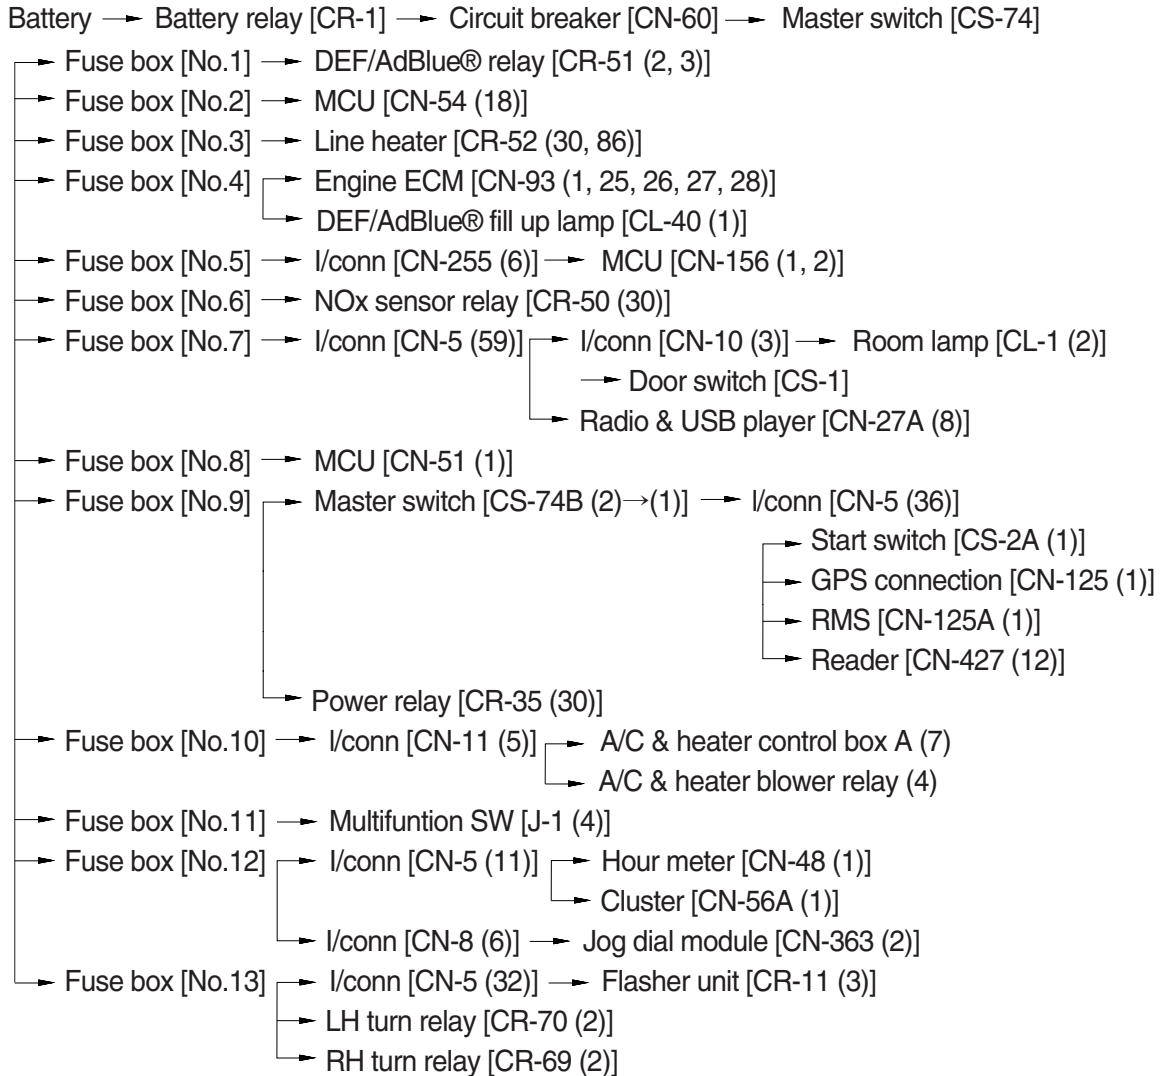 Battery → Battery relay [CR-1] → Circuit breaker [CN-60] → Master switch [CS-74]
→ Fuse box [No.1] → DEF/AdBlue® relay [CR-51 (2, 3)]
→ Fuse box [No.2] → MCU [CN-54 (18)]
→ Fuse box [No.3] → Line heater [CR-52 (30, 86)]
→ Fuse box [No.4] → Engine ECM [CN-93 (1, 25, 26, 27, 28)]
→ DEF/AdBlue® fill up lamp [CL-40 (1)]
→ Fuse box [No.5] → I/conn [CN-255 (6)] → MCU [CN-156 (1, 2)]
→ Fuse box [No.6] → NOx sensor relay [CR-50 (30)]
→ Fuse box [No.7] → I/conn [CN-5 (59)] → I/conn [CN-10 (3)] → Room lamp [CL-1 (2)]
→ Door switch [CS-1]
→ Radio & USB player [CN-27A (8)]
→ Fuse box [No.8] → MCU [CN-51 (1)]
→ Fuse box [No.9] → Master switch [CS-74B (2)→(1)] → I/conn [CN-5 (36)]
→ Start switch [CS-2A (1)]
→ GPS connection [CN-125 (1)]
→ RMS [CN-125A (1)]
→ Reader [CN-427 (12)]
→ Power relay [CR-35 (30)]
→ Fuse box [No.10] → I/conn [CN-11 (5)] → A/C & heater control box A (7)
→ A/C & heater blower relay (4)
→ Fuse box [No.11] → Multifuntion SW [J-1 (4)]
→ Fuse box [No.12] → I/conn [CN-5 (11)] → Hour meter [CN-48 (1)]
→ Cluster [CN-56A (1)]
→ I/conn [CN-8 (6)] → Jog dial module [CN-363 (2)]
→ Fuse box [No.13] → I/conn [CN-5 (32)] → Flasher unit [CR-11 (3)]
→ LH turn relay [CR-70 (2)]
→ RH turn relay [CR-69 (2)]